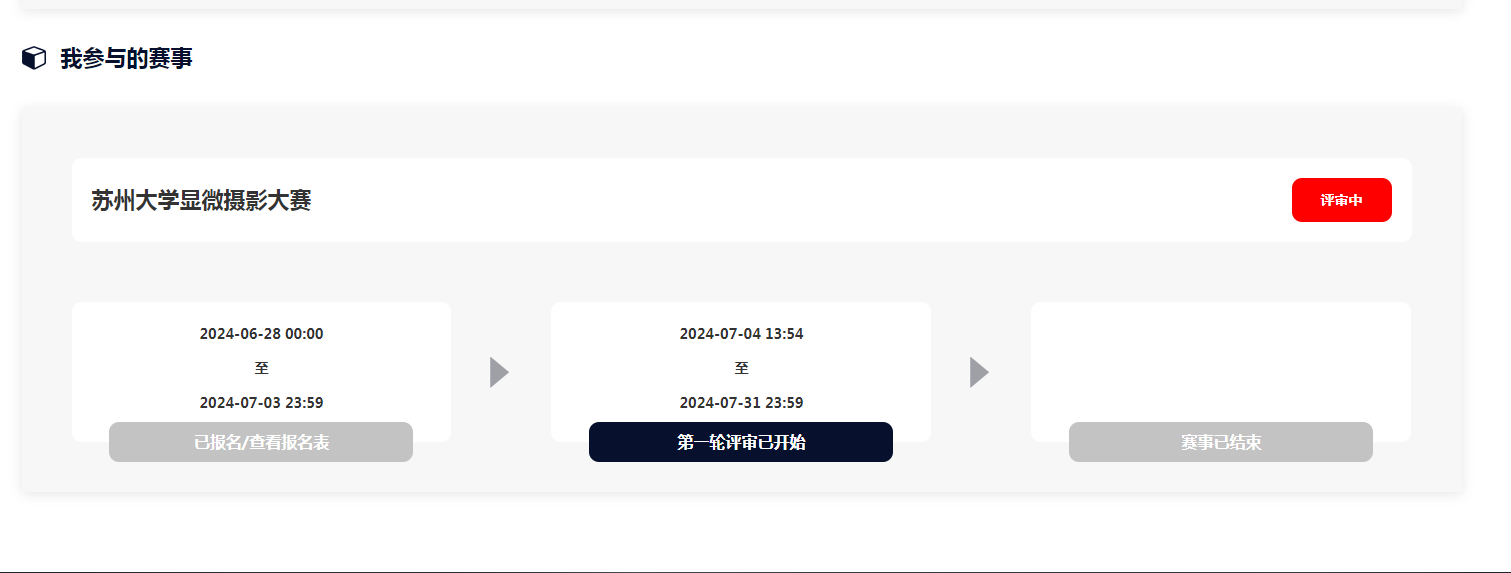 我参与的赛事
苏州大学显微摄影大赛
评审中
2024-06-28 00:00
至
2024-07-03 23:59
已报名/查看报名表
2024-07-04 13:54
至
2024-07-31 23:59
第一轮评审已开始
赛事已结束